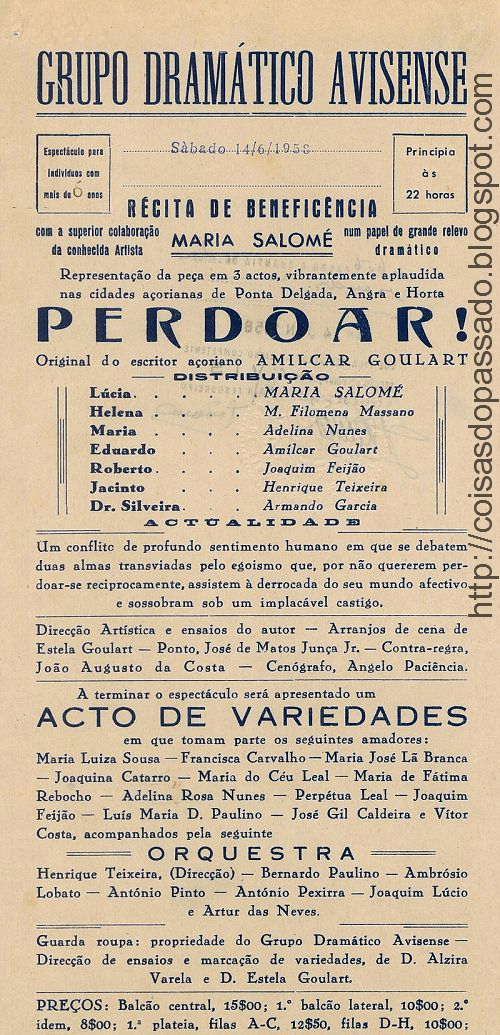 GRUPO DRAMÁTICO AVISENSE
Espectáculo para
indivíduos com
mais de 6 anos
Sàbado 14/6/1958
Principia
às
22 horas
RÉCITA DE BENEFICÊNCIA
com a superior colaboração
da conhecida Artista
MARIA SALOMÉ
num papel de grande relevo
dramático
Representação da peça em 3 actos, vibrantemente aplaudida
nas cidades açorianas de Ponta Delgada, Angra e Horta
PERDOAR!
Original do escritor açoriano AMILCAR GOULART
DISTRIBUIÇÃO
Lúcia. . . . . MARIA SALOMÉ
Helena . . . . M. Filomena Massano
Maria . . . . Adelina Nunes
Eduardo . . . Amílcar Goulart
Roberto. . . . Joaquim Feijão
Jacinto . . . Henrique Teixeira
Dr. Silveira. . . Armando Garcia
ACTUALIDADE
Um conflito de profundo sentimento humano em que se debatem
duas almas transviadas pelo egoismo que, por não quererem per-
doar-se reciprocamente, assistem à derrocada do seu mundo afectivo
e sossobram sob um implacável castigo.
Direcção Artística e ensaios do autor — Arranjos de cena de
Estela Goulart — Ponto, José de Matos Junça Jr. — Contra-regra,
João Augusto da Costa — Cenógrafo, Angelo Paciência.
A terminar o espectáculo será apresentado um
ACTO DE VARIEDADES
em que tomam parte os seguintes amadores:
Maria Luiza Sousa — Francisca Carvalho — Maria José Lã Branca
— Joaquina Catarro — Maria do Céu Leal — Maria de Fátima
Rebocho — Adelina Rosa Nunes — Perpétua Leal — Joaquim
Feijão — Luís Maria D. Paulino — José Gil Caldeira e Vítor
Costa, acompanhados pela seguinte
ORQUESTRA
Henrique Teixeira, (Direcção) — Bernardo Paulino — Ambrósio
Lobato — António Pinto — António Pexirra — Joaquim Lúcio
e Artur das Neves.
Guarda roupa: propriedade do Grupo Dramático Avisense —
Direcção de ensaios e marcação de variedades, de D. Alzira
Varela e D. Estela Goulart.
PREÇOS: Balcão central, 15$00; 1.º balcão lateral, 10$00; 2.º
idem, 8$00; 1.ª plateia, filas A-C, 12$50, filas D-H, 10$00;
http://coisasdopassado.blogspot.com